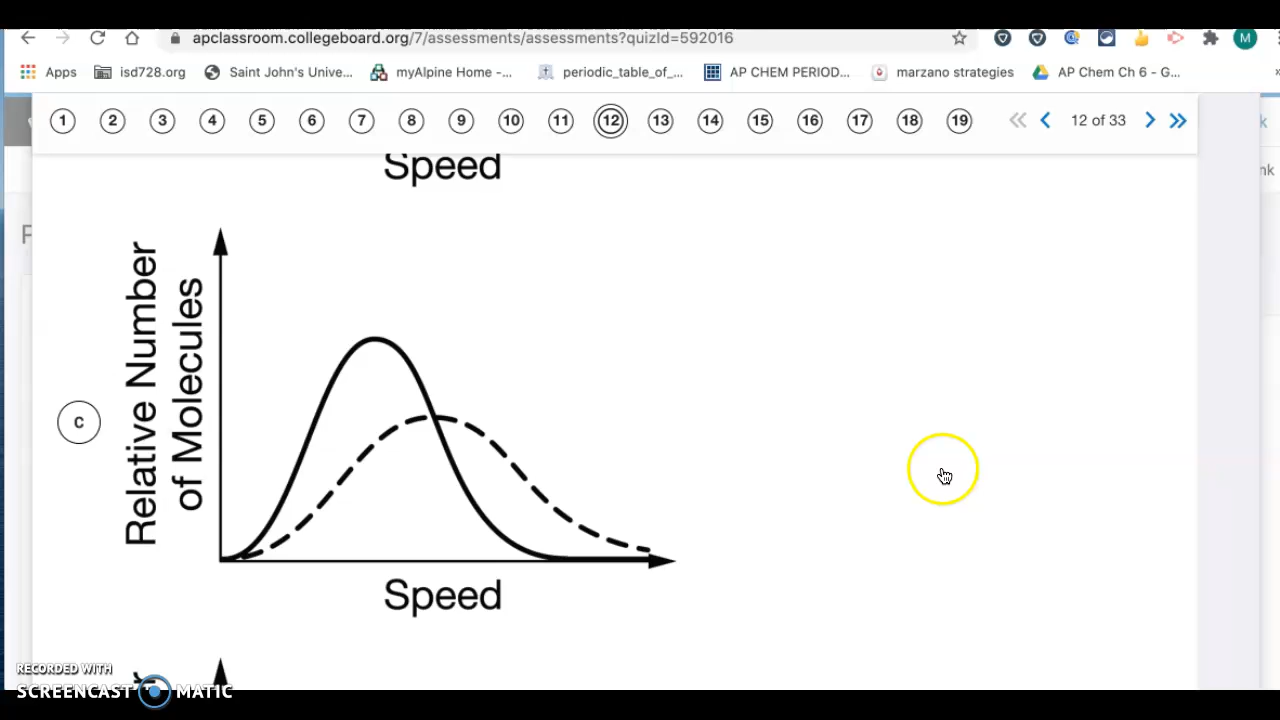 apclassroom.collegeboard.org/7/assessments/assessments?quizId=592016
M
Apps isd728.org Saint John's Unive... myAlpine Home -... periodic_table_of_... AP CHEM PERIOD... marzano strategies AP Chem Ch 6 - G... »
1 2 3 4 5 6 7 8 9 10 11 12 13 14 15 16 17 18 19 12 of 33
Speed
Relative Number
of Molecules
C
Speed
RECORDED WITH
SCREENCAST MATIC